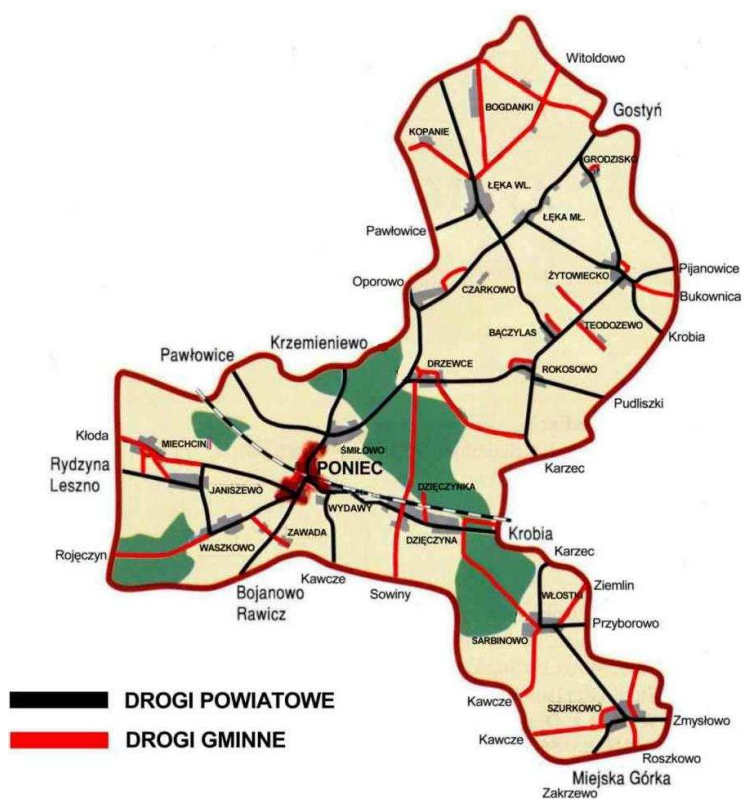 Witoldowo
BOGDANKI
Gostyń
KOPANIE
GRODZISKO
ŁĘKA WL.
ŁĘKA MŁ.
Pawłowice
Oporowo
ŻYTOWIECKO
Pijanowice
CZARKOWO
Bukownica
BĄCZYLAS
TEODOZEWO
Krobia
Krzemieniewo
Pawłowice
DRZEWCE
ROKOSOWO
Pudliszki
Kłoda
MIECHCIN
ŚMIŁOWO
Karzec
Rydzyna
Leszno
PONIEC
JANISZEWO
DZIĘCZYNKA
WYDAWY
ZAWADA
DZIĘCZYNA
Krobia
WASZKOWO
Rojęczyn
Karzec
Kawcze
Bojanowo
Rawicz
Sowiny
Ziemlin
WŁOSTKI
Przyborowo
SARBINOWO
Kawcze
SZURKOWO
DROGI POWIATOWE
Zmysłowo
Kawcze
DROGI GMINNE
Roszkowo
Miejska Górka
Zakrzewo